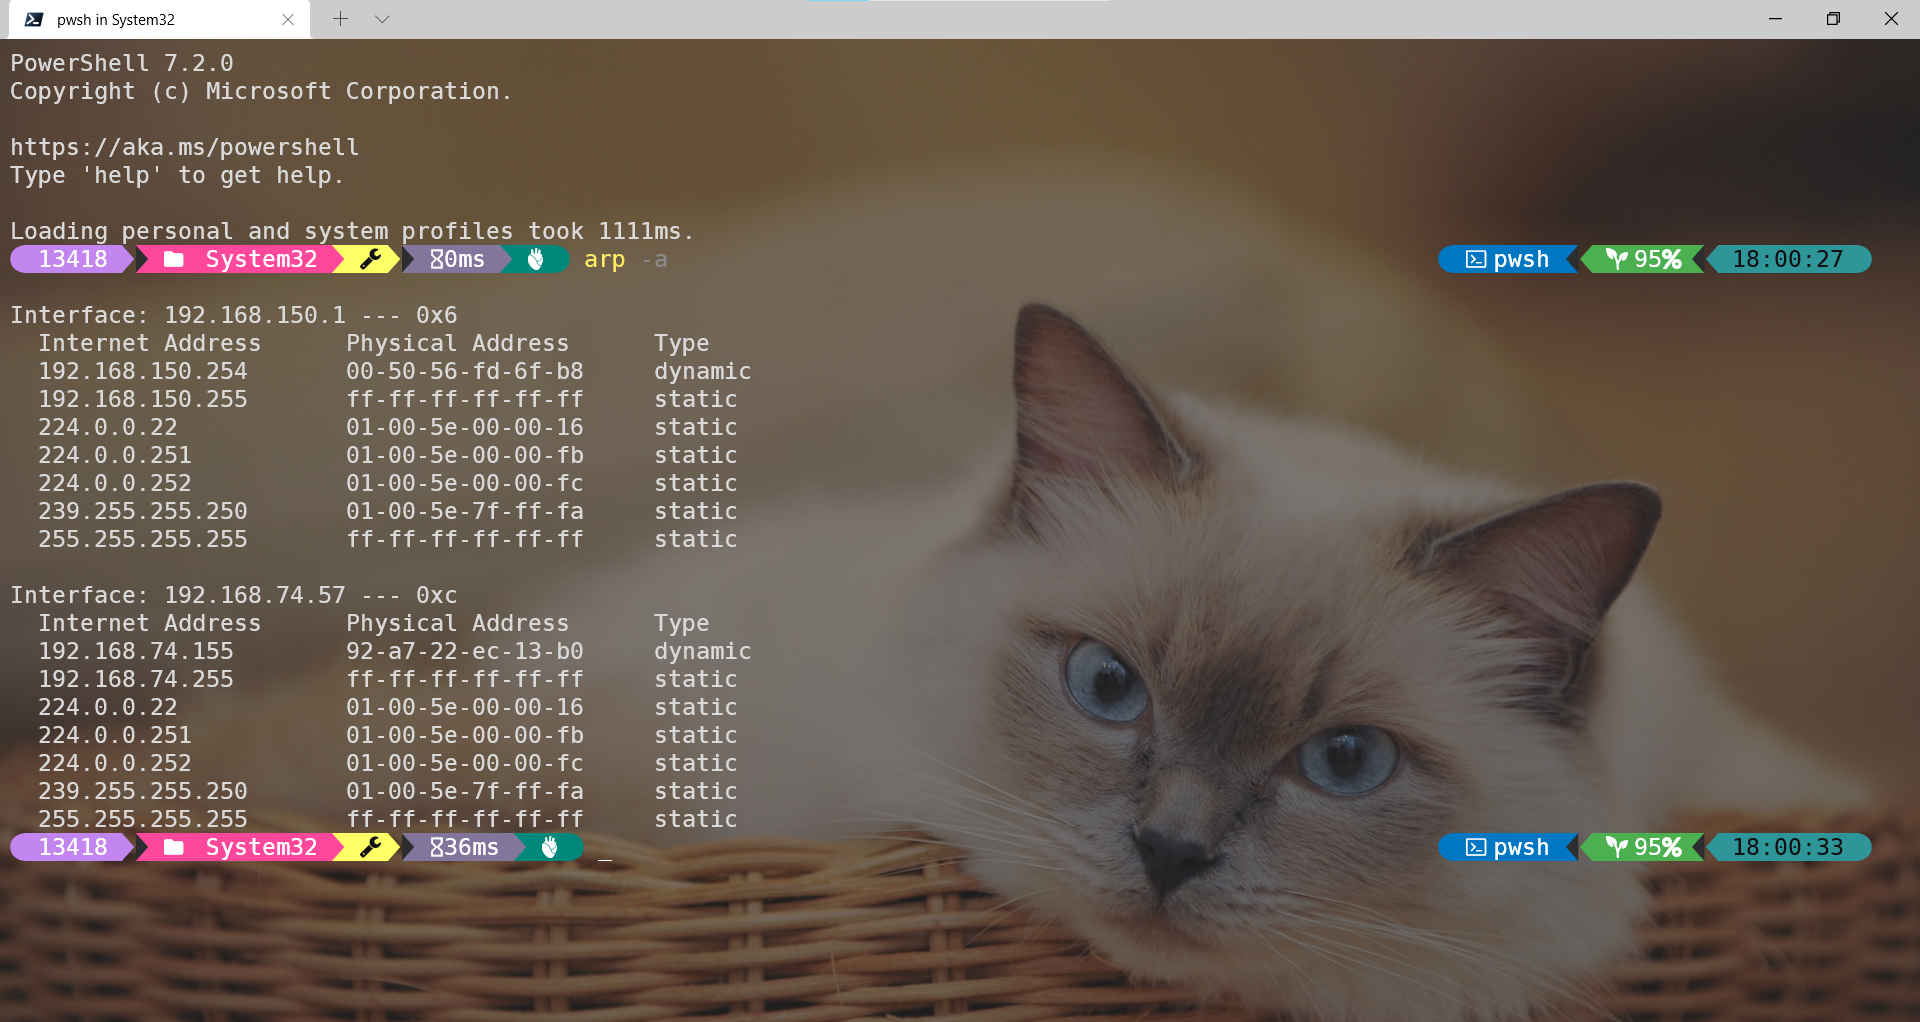 pwsh in System32
PowerShell 7.2.0
Copyright (c) Microsoft Corporation.
https://aka.ms/powershell
Type 'help' to get help.
Loading personal and system profiles took 1111ms.
13418 System32 0ms arp -a pwsh 95% 18:00:27
Interface: 192.168.150.1 --- 0x6
Internet Address Physical Address Type
192.168.150.254 00-50-56-fd-6f-b8 dynamic
192.168.150.255 ff-ff-ff-ff-ff-ff static
224.0.0.22 01-00-5e-00-00-16 static
224.0.0.251 01-00-5e-00-00-fb static
224.0.0.252 01-00-5e-00-00-fc static
239.255.255.250 01-00-5e-7f-ff-fa static
255.255.255.255 ff-ff-ff-ff-ff-ff static
Interface: 192.168.74.57 --- 0xc
Internet Address Physical Address Type
192.168.74.155 92-a7-22-ec-13-b0 dynamic
192.168.74.255 ff-ff-ff-ff-ff-ff static
224.0.0.22 01-00-5e-00-00-16 static
224.0.0.251 01-00-5e-00-00-fb static
224.0.0.252 01-00-5e-00-00-fc static
239.255.255.250 01-00-5e-7f-ff-fa static
255.255.255.255 ff-ff-ff-ff-ff-ff static
13418 System32 36ms _ pwsh 95% 18:00:33